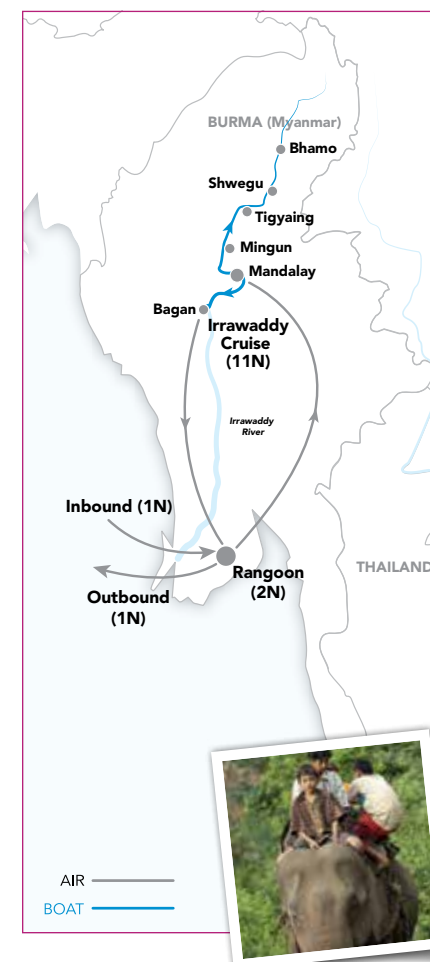 BURMA (Myanmar)
Bhamo
Shwegu
Tigyaing
Mingun
Mandalay
Bagan
Irrawaddy
Cruise
(11N)
Irrawaddy
River
Inbound (1N)
Rangoon
(2N)
THAILAND
Outbound
(1N)
AIR
BOAT